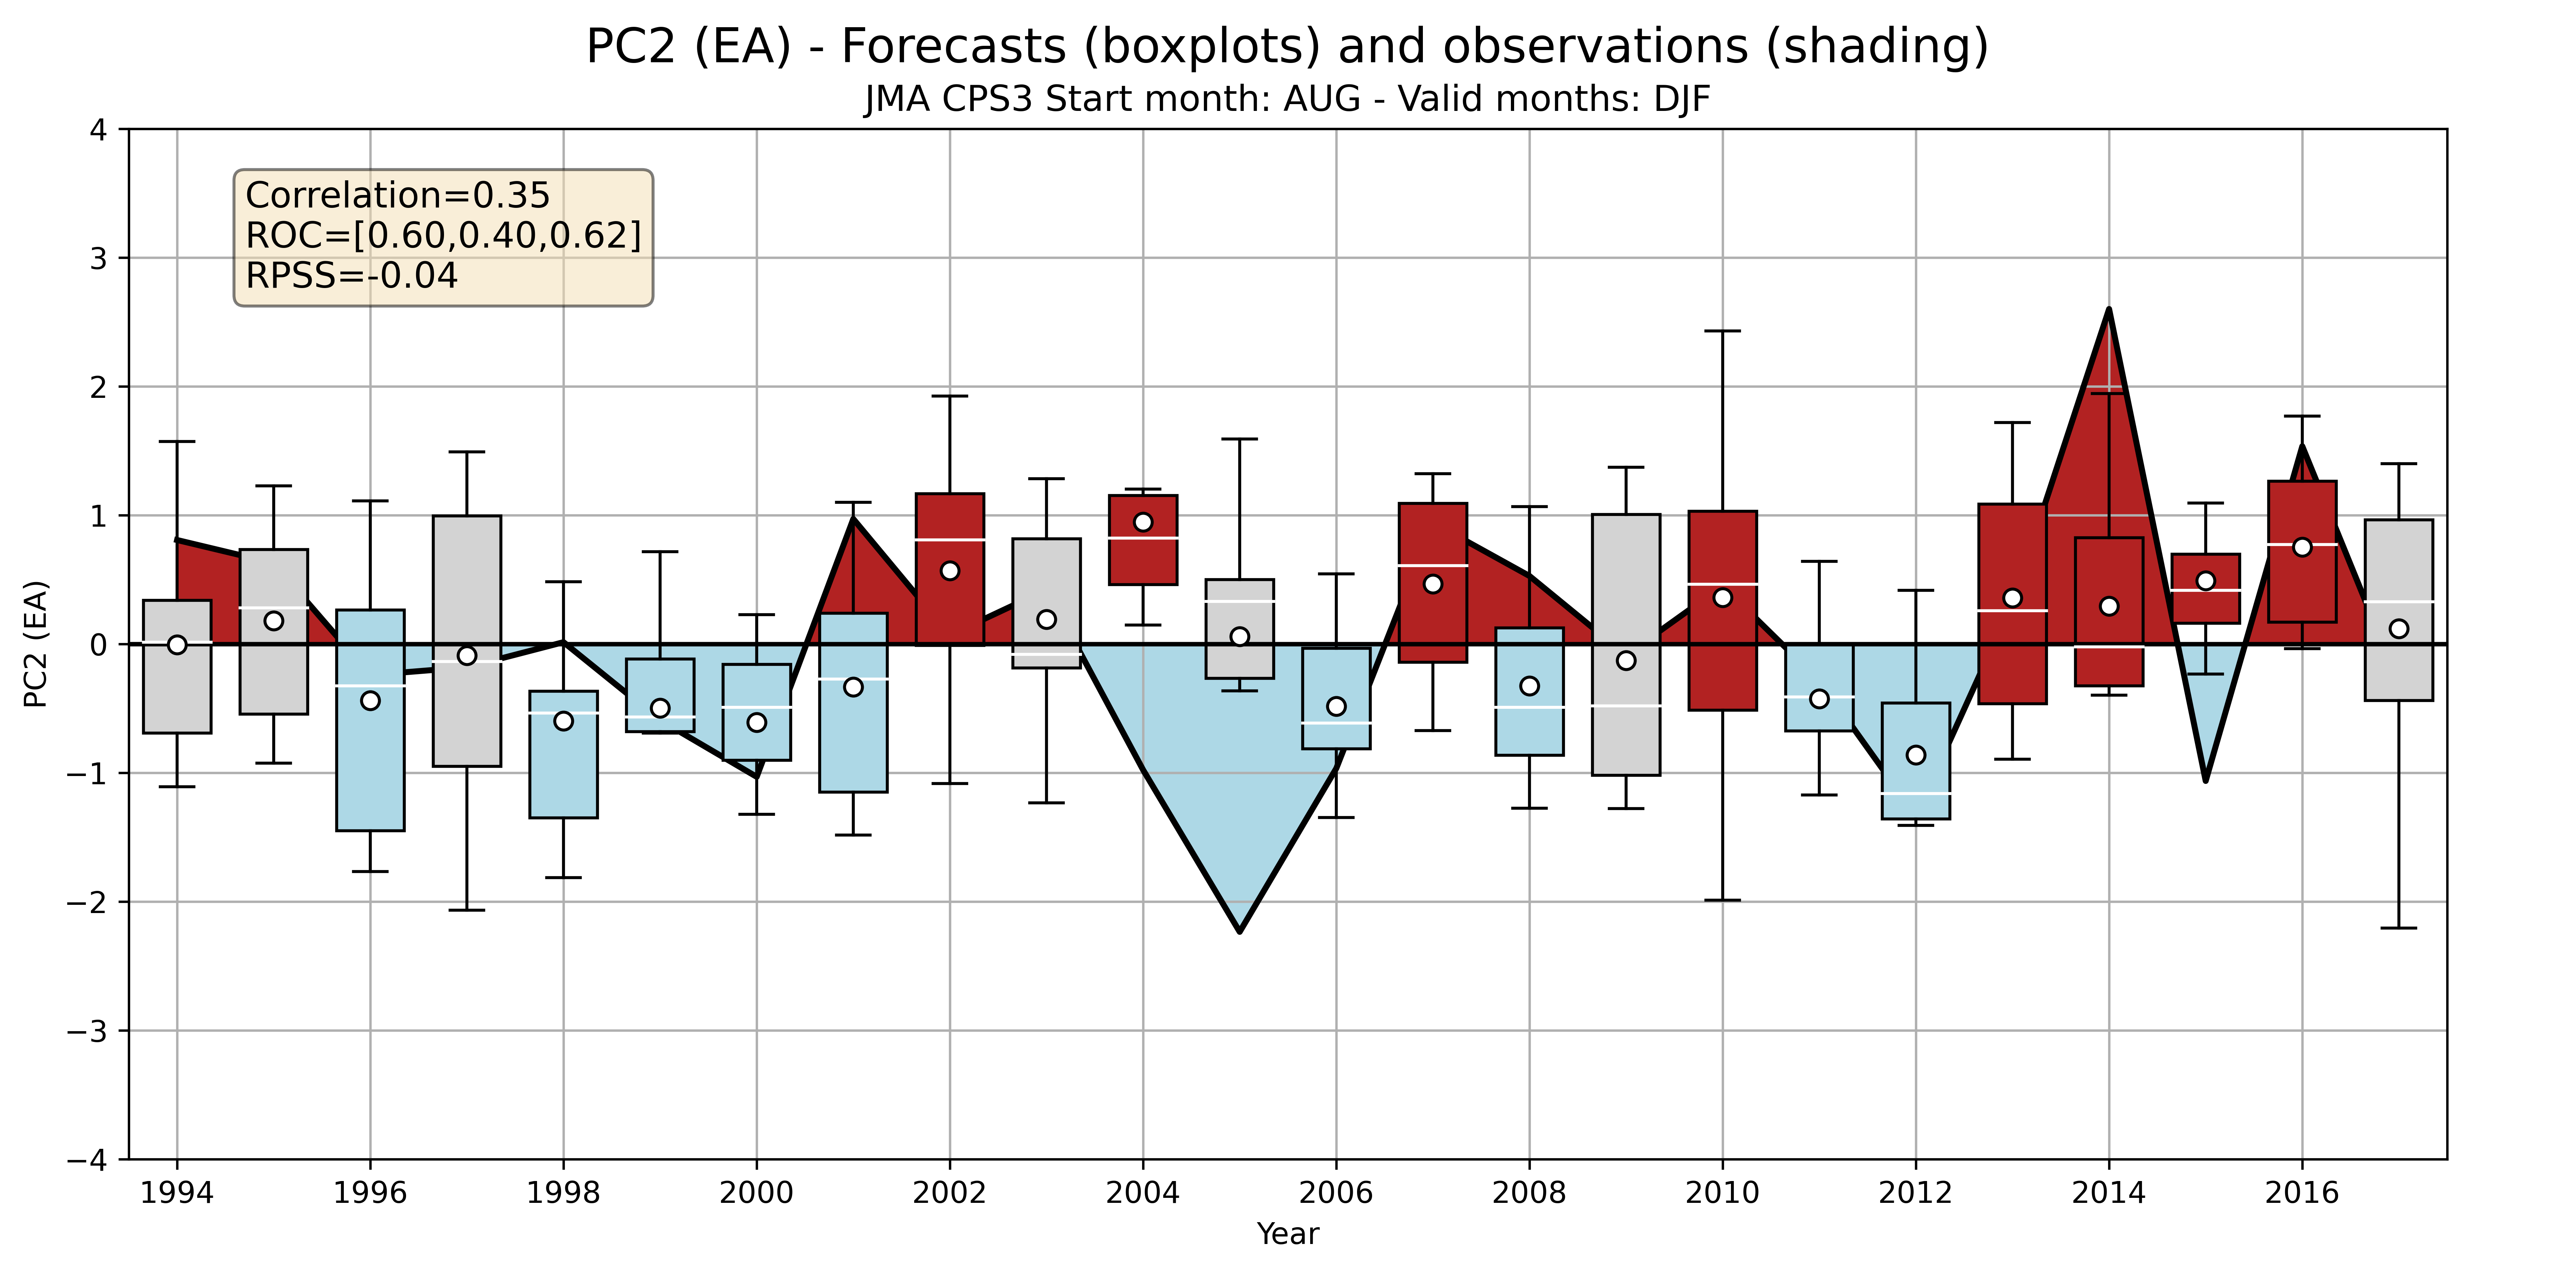 PC2 (EA) - Forecasts (boxplots) and observations (shading)
JMA CPS3 Start month: AUG - Valid months: DJF
Correlation=0.35
ROC=[0.60,0.40,0.62]
RPSS=-0.04
PC2 (EA)
4
3
2
1
0
−1
−2
−3
−4
1994 1996 1998 2000 2002 2004 2006 2008 2010 2012 2014 2016
Year